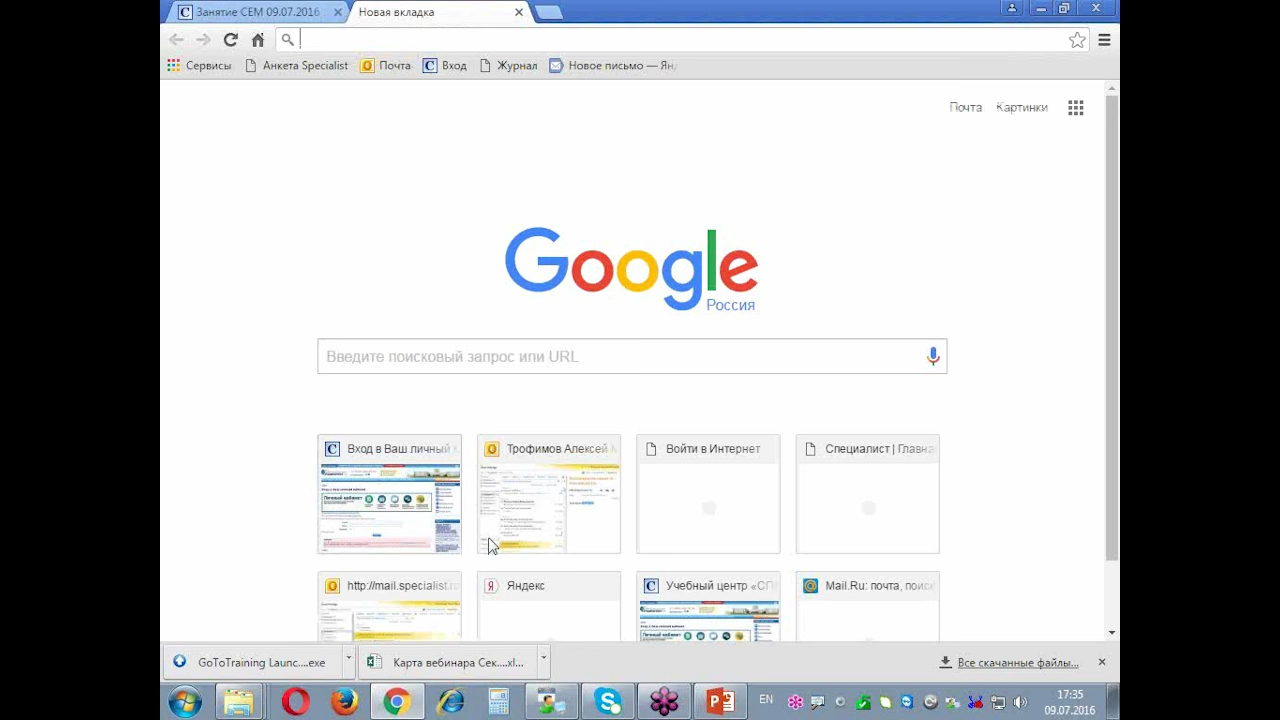 Занятие СЕМ 09.07.2016
Новая вкладка
Сервисы Анкета Specialist Почта Вход Журнал Новое письмо — Ян
Почта Картинки
Google
Россия
Введите поисковый запрос или URL
Вход в Ваш личный Трофимов Алексей Войти в Интернет Специалист | Главна
http://mail.specialist.r Яндекс Учебный центр «СП Mail.Ru: почта, поис
GoToTraining Launc....exe Карта вебинара Сек....xl... Все скачанные файлы...
EN 17:35
09.07.2016